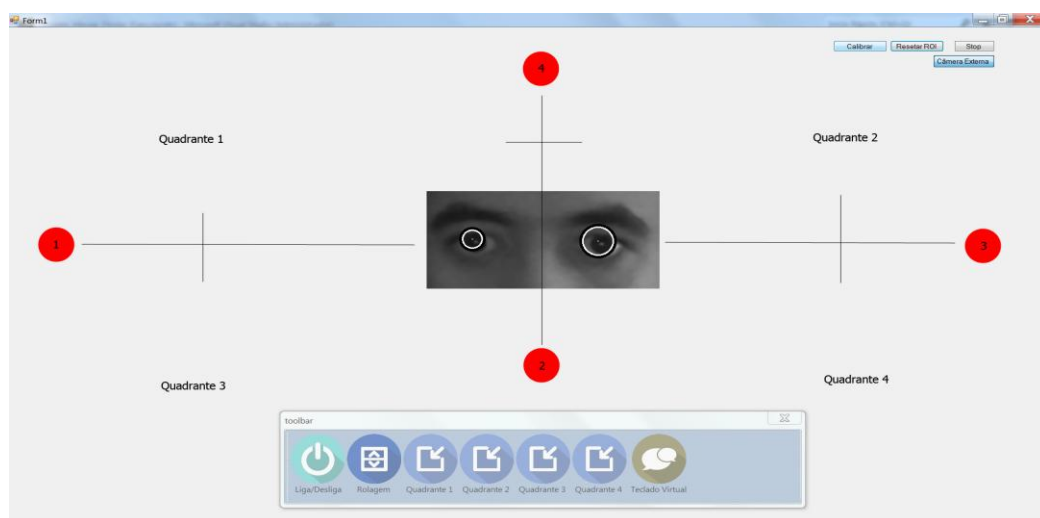 Form1
4
Calibrar Resetar ROI Stop
Câmera Externa
Quadrante 1 Quadrante 2
1 3
2
Quadrante 3 Quadrante 4
toolbar
Liga/Desliga Rolagem Quadrante 1 Quadrante 2 Quadrante 3 Quadrante 4 Teclado Virtual